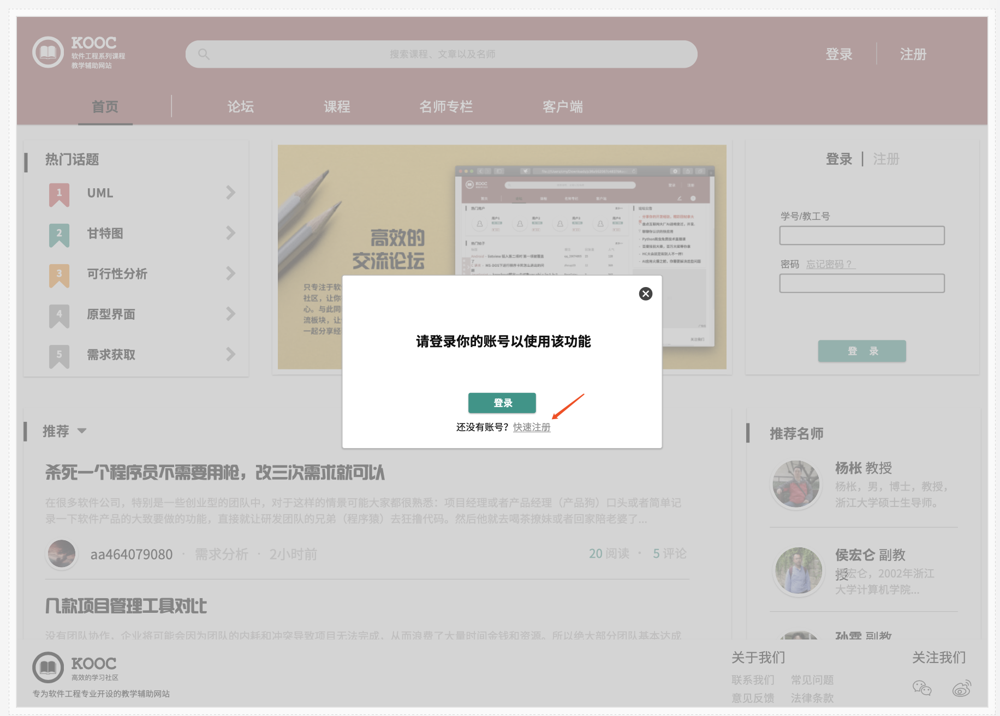 KOOC
软件工程系列课程
教学辅助网站
搜索课程、文章以及名师
登录
注册
首页
论坛
课程
名师专栏
客户端
热门话题
1
UML
2
甘特图
3
可行性分析
4
原型界面
5
需求获取
高效的
交流论坛
只专注于软
社区，让你
心。与此同
流板块，让
一起分享经
登录
注册
学号/教工号
密码 忘记密码？
登 录
请登录你的账号以使用该功能
登录
还没有账号？快速注册
推荐
杀死一个程序员不需要用枪，改三次需求就可以
在很多软件公司，特别是一些创业型的团队中，对于这样的情景可能大家都很熟悉：项目经理或者产品经理（产品狗）口头或者简单记
录一下软件产品的大致要做的功能，直接就让研发团队的兄弟（程序猿）去狂撸代码。然后他就去喝茶撩妹或者回家陪老婆了...
aa464079080 · 需求分析 · 2小时前
20 阅读 · 5 评论
几款项目管理工具对比
没有团队协作，企业将可能会因为团队的内耗和冲突导致项目无法完成，从而浪费了大量时间金钱和资源。所以绝大部分团队基本达成
推荐名师
杨枨 教授
杨枨，男，博士，教授，
浙江大学硕士生导师。
侯宏仑 副教
授
侯宏仑，2002年浙江
大学计算机学院...
孙霖 副教
KOOC
高效的学习社区
专为软件工程专业开设的教学辅助网站
关于我们
联系我们
常见问题
意见反馈
法律条款
关注我们